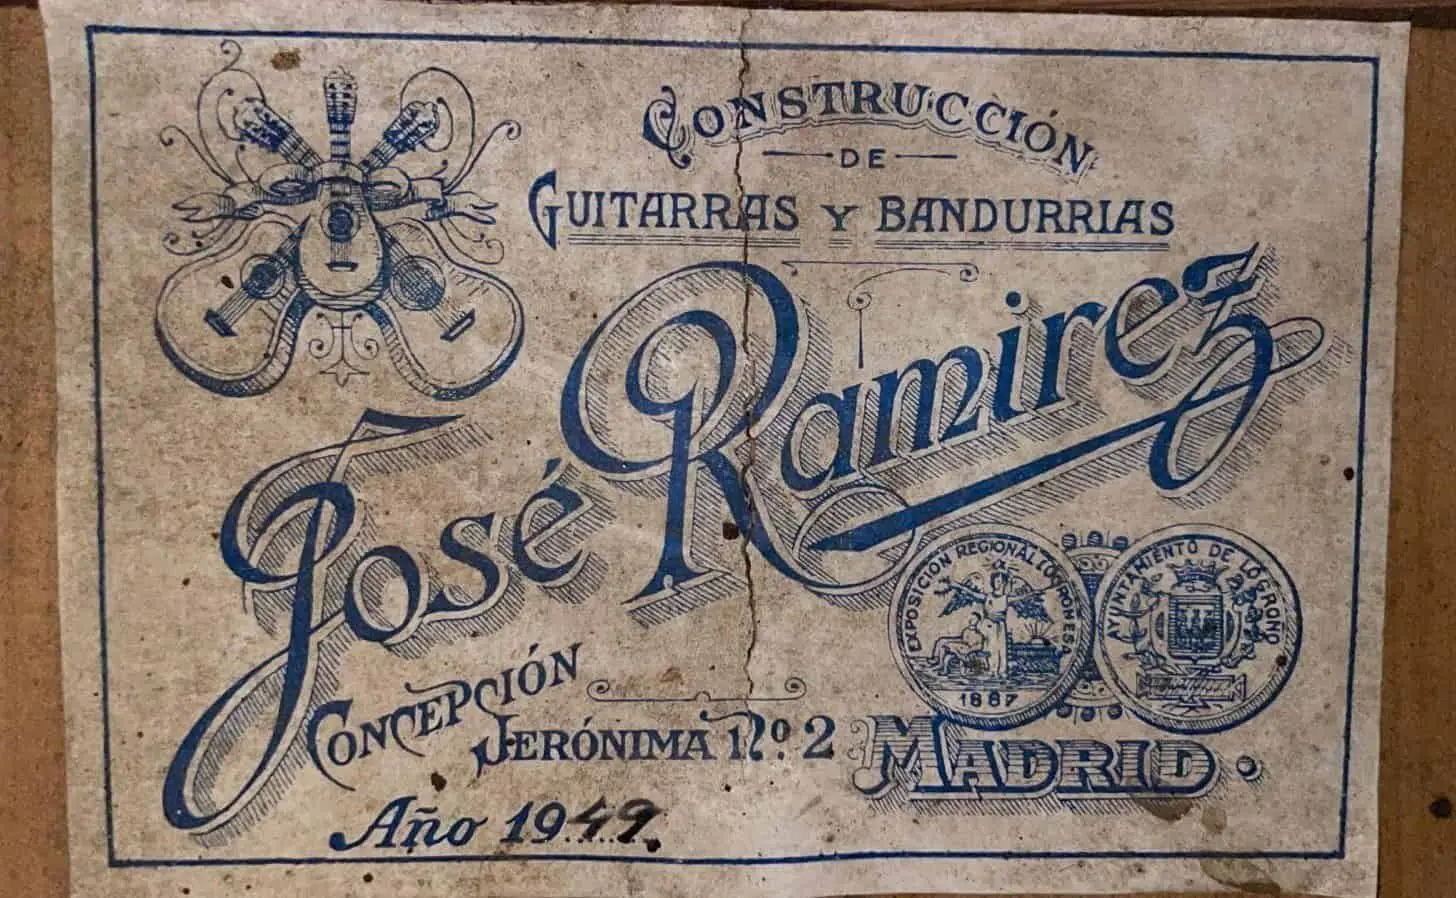 CONSTRUCCIÓN
DE
GUITARRAS Y BANDURRIAS
José Ramirez
EXPOSICIÓN REGIONAL LOGROÑESA
1887
AYUNTAMIENTO DE LOGROÑO
CONCEPCIÓN
JERÓNIMA Nº 2 MADRID.
Año 1949.